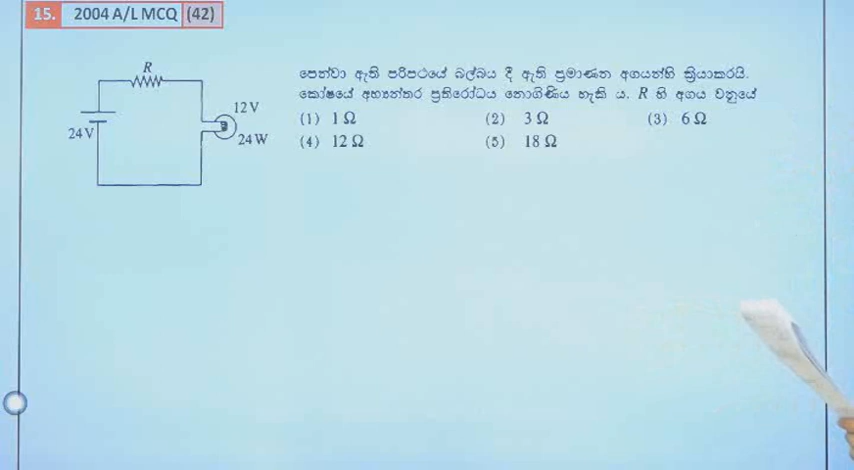 15. 2004 A/L MCQ (42)
R
24 V
12 V
24 W
පෙන්වා ඇති පරිපථයේ බල්බය දී ඇති ප්‍රමාණන අගයන්හි ක්‍රියාකරයි.
කෝෂයේ අභ්‍යන්තර ප්‍රතිරෝධය නොගිණිය හැකි ය. R හි අගය වනුයේ
(1) 1 Ω (2) 3 Ω (3) 6 Ω
(4) 12 Ω (5) 18 Ω